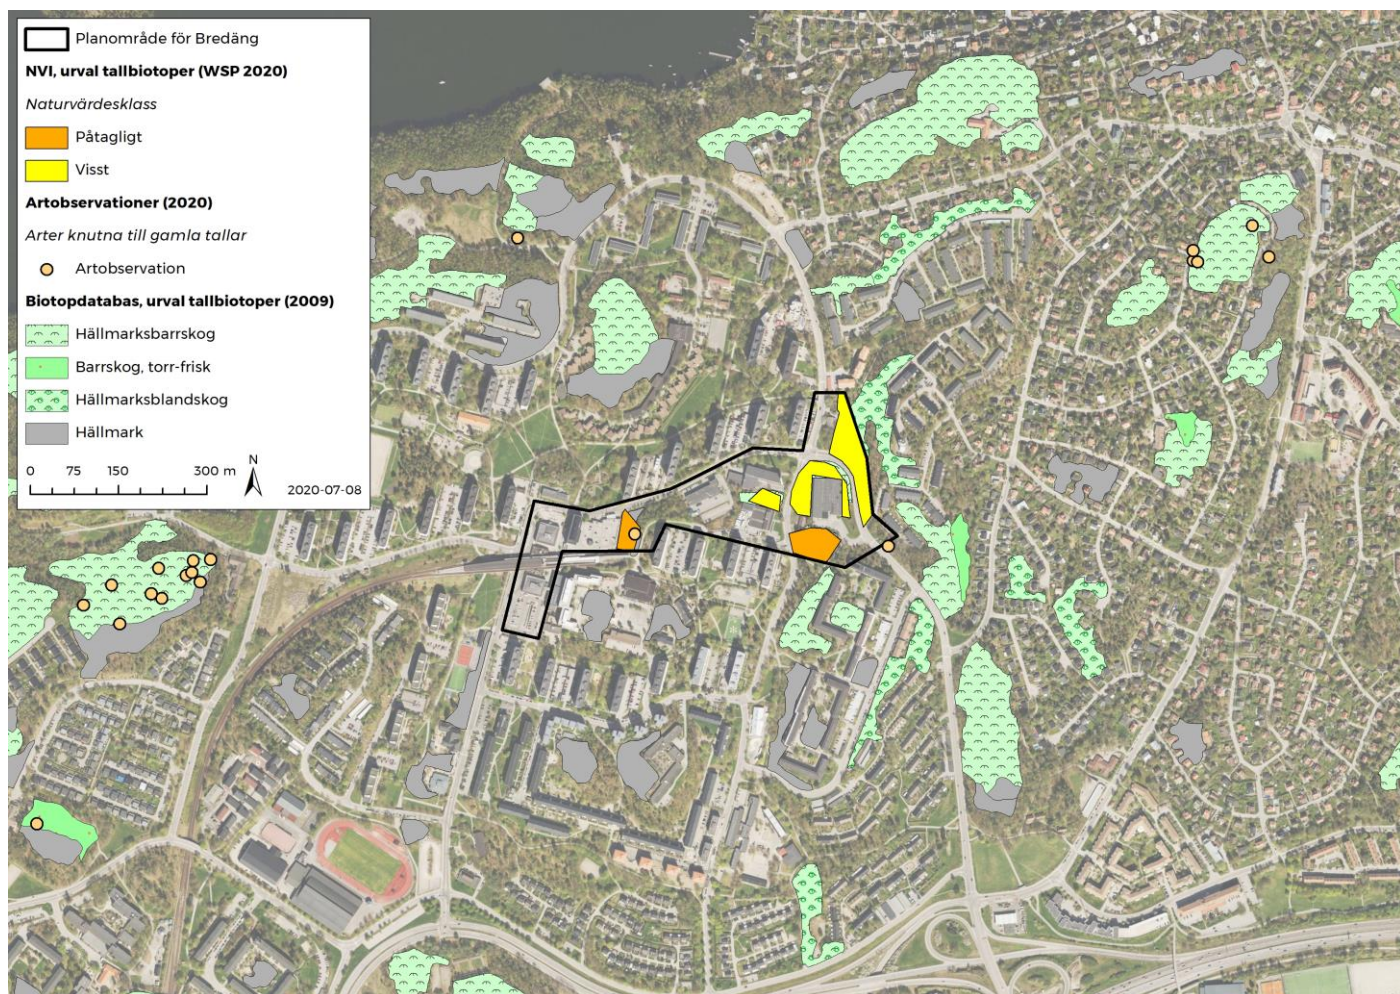 Planområde för Bredäng
NVI, urval tallbiotoper (WSP 2020)
Naturvärdesklass
Påtagligt
Visst
Artobservationer (2020)
Arter knutna till gamla tallar
Artobservation
Biotopdatabas, urval tallbiotoper (2009)
Hällmarksbarrskog
Barrskog, torr-frisk
Hällmarksblandskog
Hällmark
0 75 150 300 m
N
2020-07-08